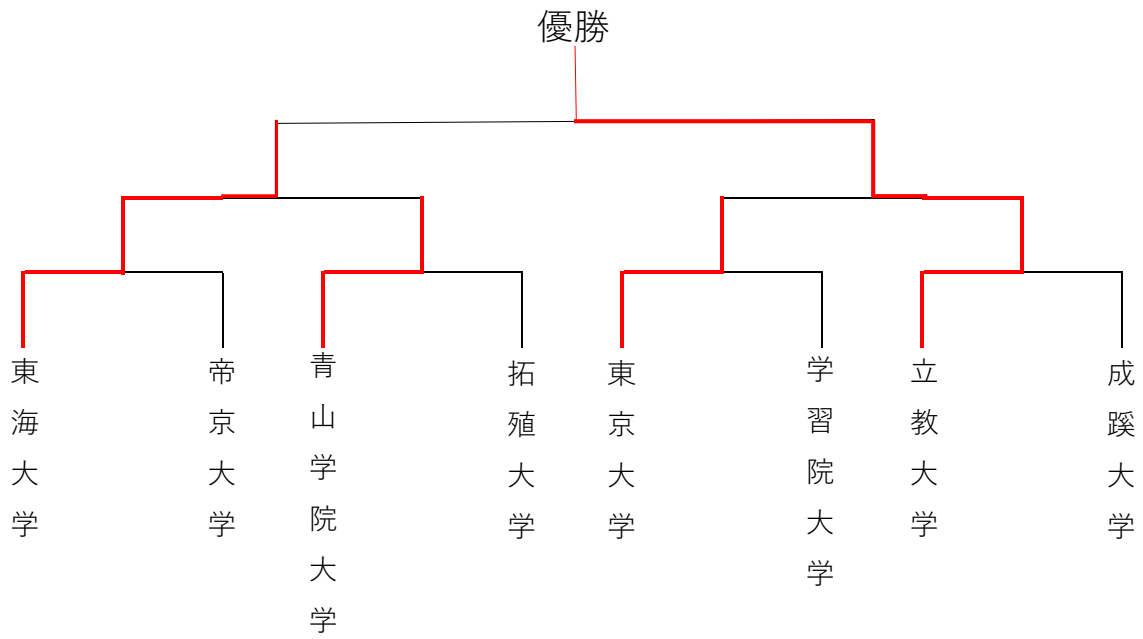 優勝
東海大学
帝京大学
青山学院大学
拓殖大学
東京大学
学習院大学
立教大学
成蹊大学